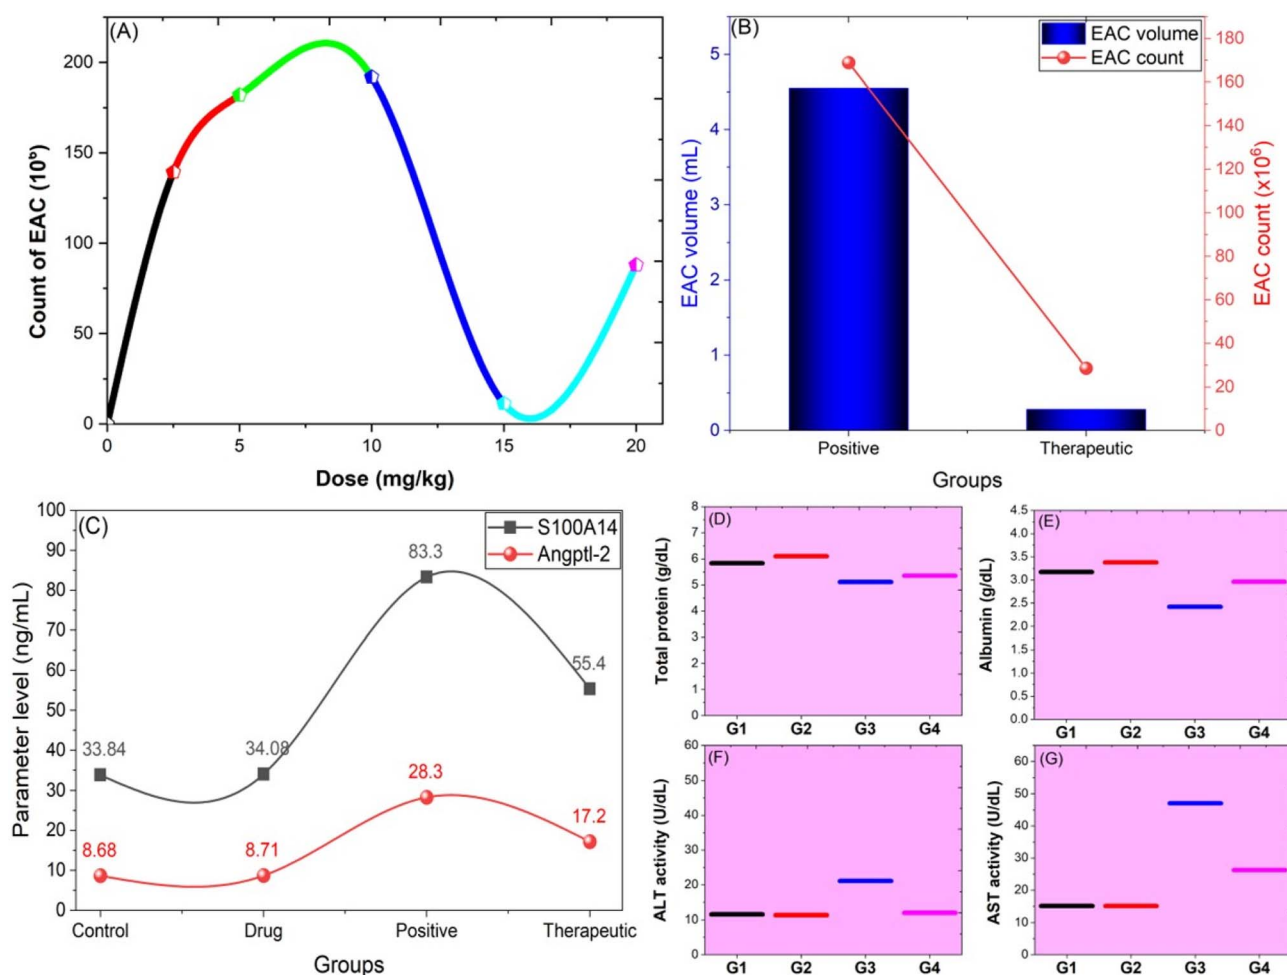 (A)
Count of EAC (10⁶)
200
150
100
50
0
0 5 10 15 20
Dose (mg/kg)
(B)
EAC volume
EAC count
EAC volume (mL)
5
4
3
2
1
0
EAC count (x10⁶)
180
160
140
120
100
80
60
40
20
0
Positive Therapeutic
Groups
(C)
S100A14
Angptl-2
Parameter level (ng/mL)
100
90
80
70
60
50
40
30
20
10
0
83.3
55.4
33.84 34.08
28.3
17.2
8.68 8.71
Control Drug Positive Therapeutic
Groups
(D)
Total protein (g/dL)
8
7
6
5
4
3
2
1
0
G1 G2 G3 G4
(E)
Albumin (g/dL)
4.5
4.0
3.5
3.0
2.5
2.0
1.5
1.0
0.5
0.0
G1 G2 G3 G4
(F)
ALT activity (U/dL)
60
50
40
30
20
10
0
G1 G2 G3 G4
(G)
AST activity (U/dL)
60
50
40
30
20
10
0
G1 G2 G3 G4